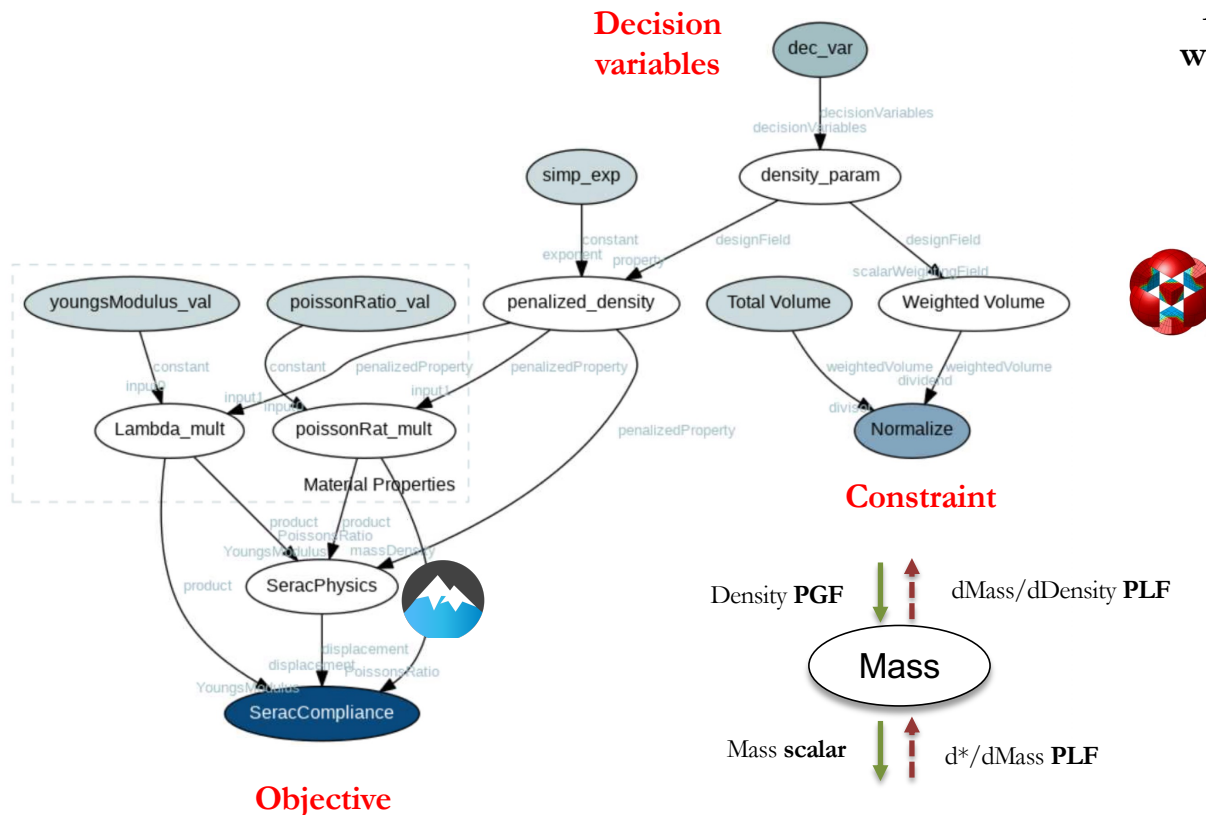 Decision
variables
dec_var
w
decisionVariables
decisionVariables
simp_exp
density_param
constant
exponent
designField
property
designField
scalarWeightingField
youngsModulus_val
poissonRatio_val
penalized_density
Total Volume
Weighted Volume
constant
input0
constant
input0
penalizedProperty
input1
penalizedProperty
input1
weightedVolume
divisor
weightedVolume
dividend
Lambda_mult
poissonRat_mult
penalizedProperty
Normalize
Material Properties
Constraint
product
YoungsModulus
product
PoissonsRatio
massDensity
SeracPhysics
product
displacement
displacement
PoissonsRatio
YoungsModulus
SeracCompliance
Objective
Density PGF
dMass/dDensity PLF
Mass
Mass scalar
d*/dMass PLF